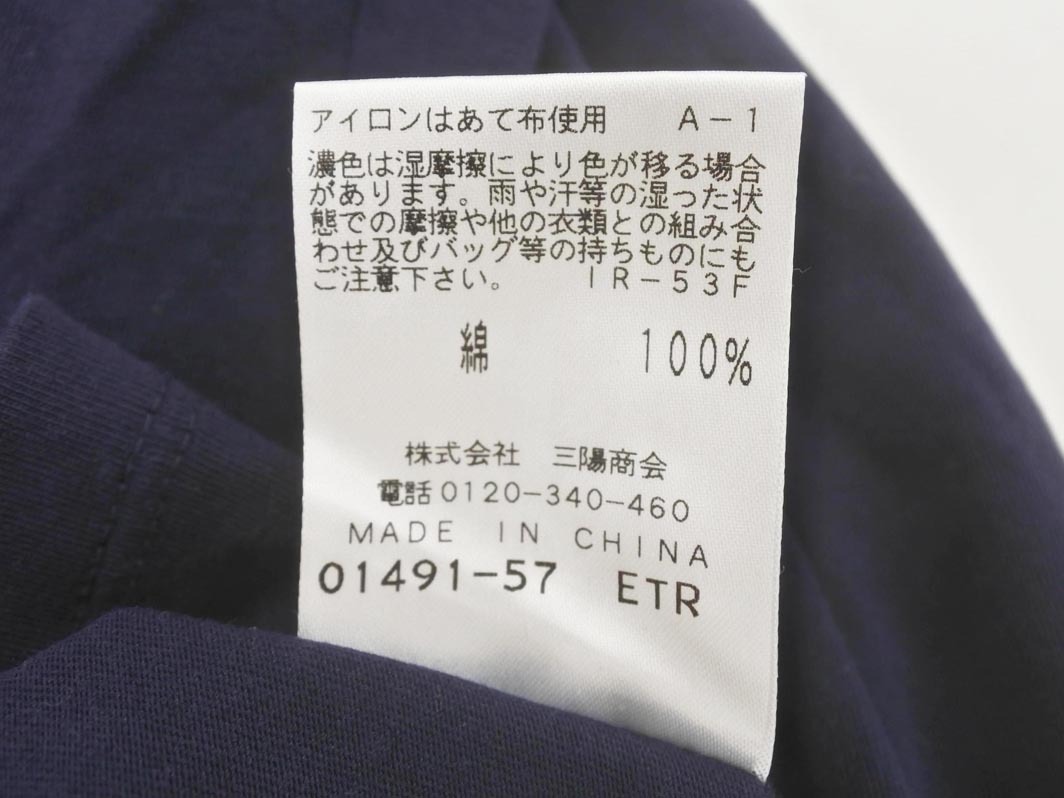 アイロンはあて布使用 A-1
濃色は湿摩擦により色が移る場合
があります。雨や汗等の湿った状
態での摩擦や他の衣類との組み合
わせ及びバッグ等の持ちものにも
ご注意下さい。 IR-53F
綿 100%
株式会社 三陽商会
電話0120-340-460
MADE IN CHINA
01491-57 ETR